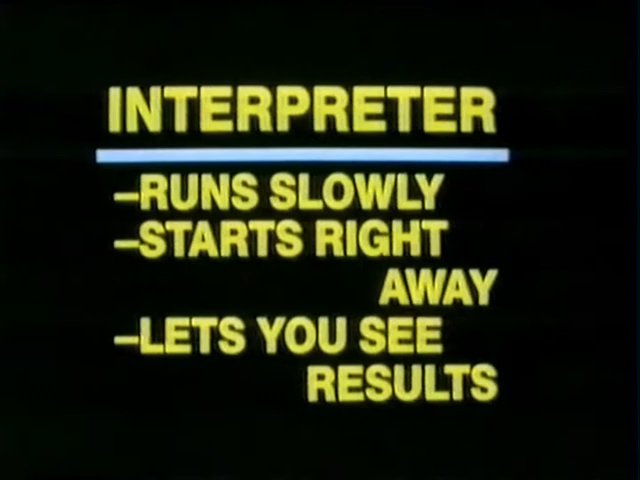 INTERPRETER
–RUNS SLOWLY
–STARTS RIGHT
AWAY
–LETS YOU SEE
RESULTS